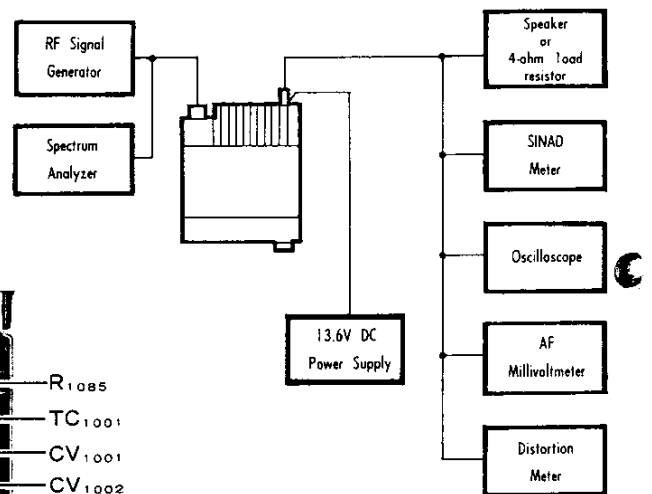 RF Signal
Generator
Spectrum
Analyzer
Speaker
or
4-ohm load
resistor
SINAD
Meter
Oscilloscope
13.6V DC
Power Supply
AF
Millivoltmeter
Distortion
Meter
R1085
TC1001
CV1001
CV1002